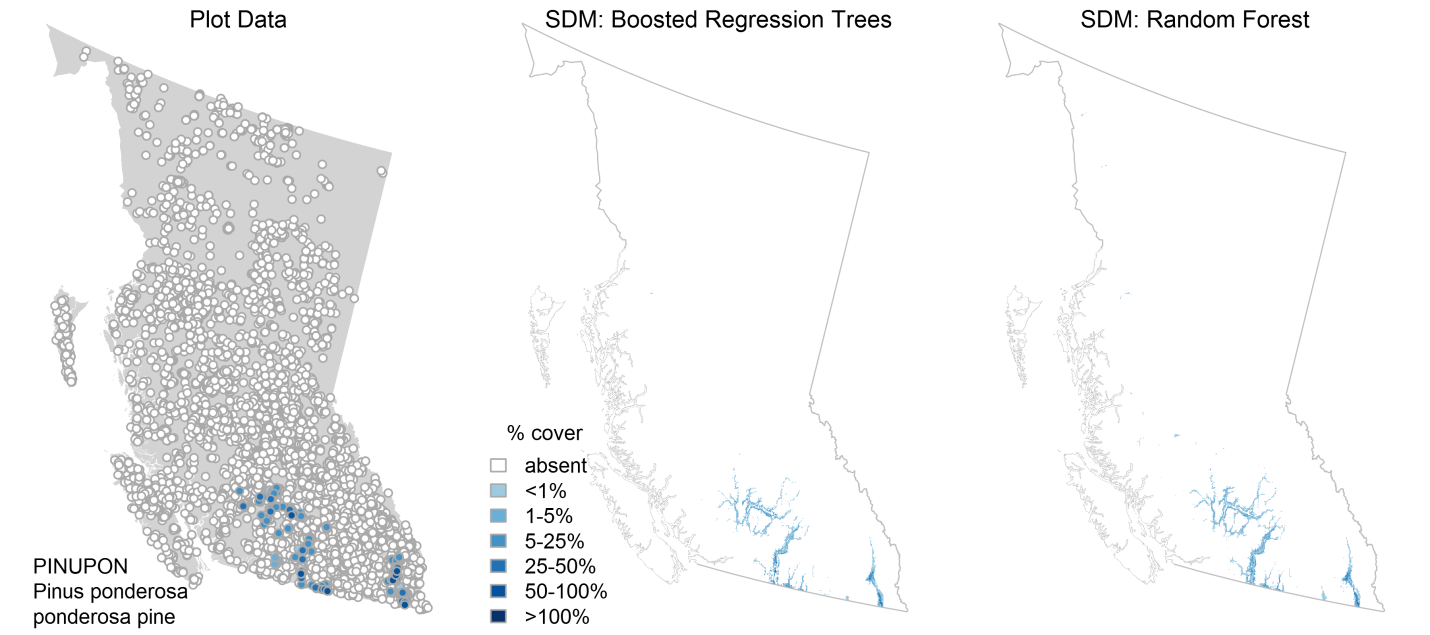 Plot Data
SDM: Boosted Regression Trees
SDM: Random Forest
% cover
absent
<1%
1-5%
5-25%
25-50%
50-100%
>100%
PINUPON
Pinus ponderosa
ponderosa pine